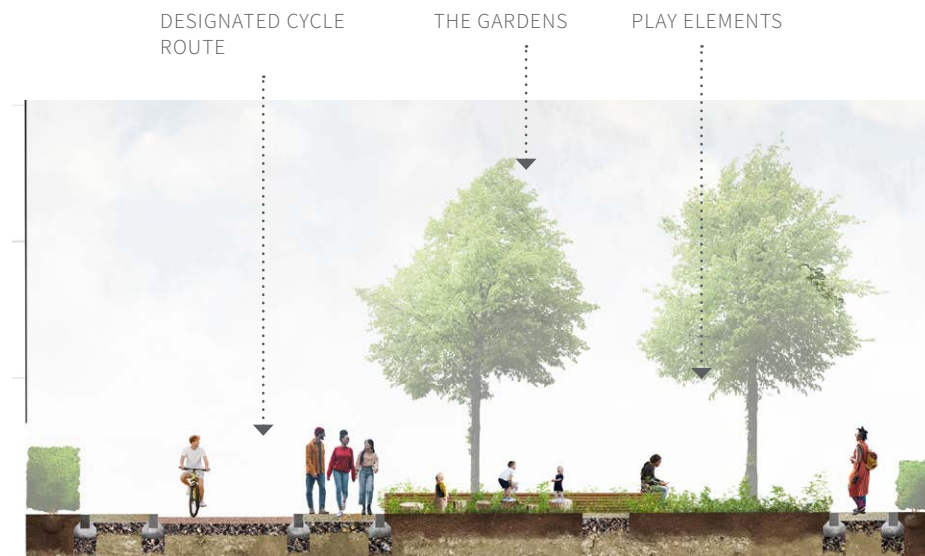 DESIGNATED CYCLE
ROUTE
THE GARDENS
PLAY ELEMENTS